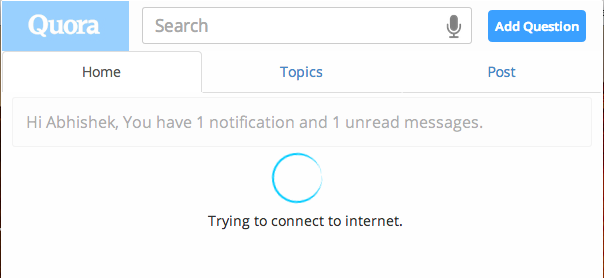 Quora
Search
Add Question
Home
Topics
Post
Hi Abhishek, You have 1 notification and 1 unread messages.
Trying to connect to internet.